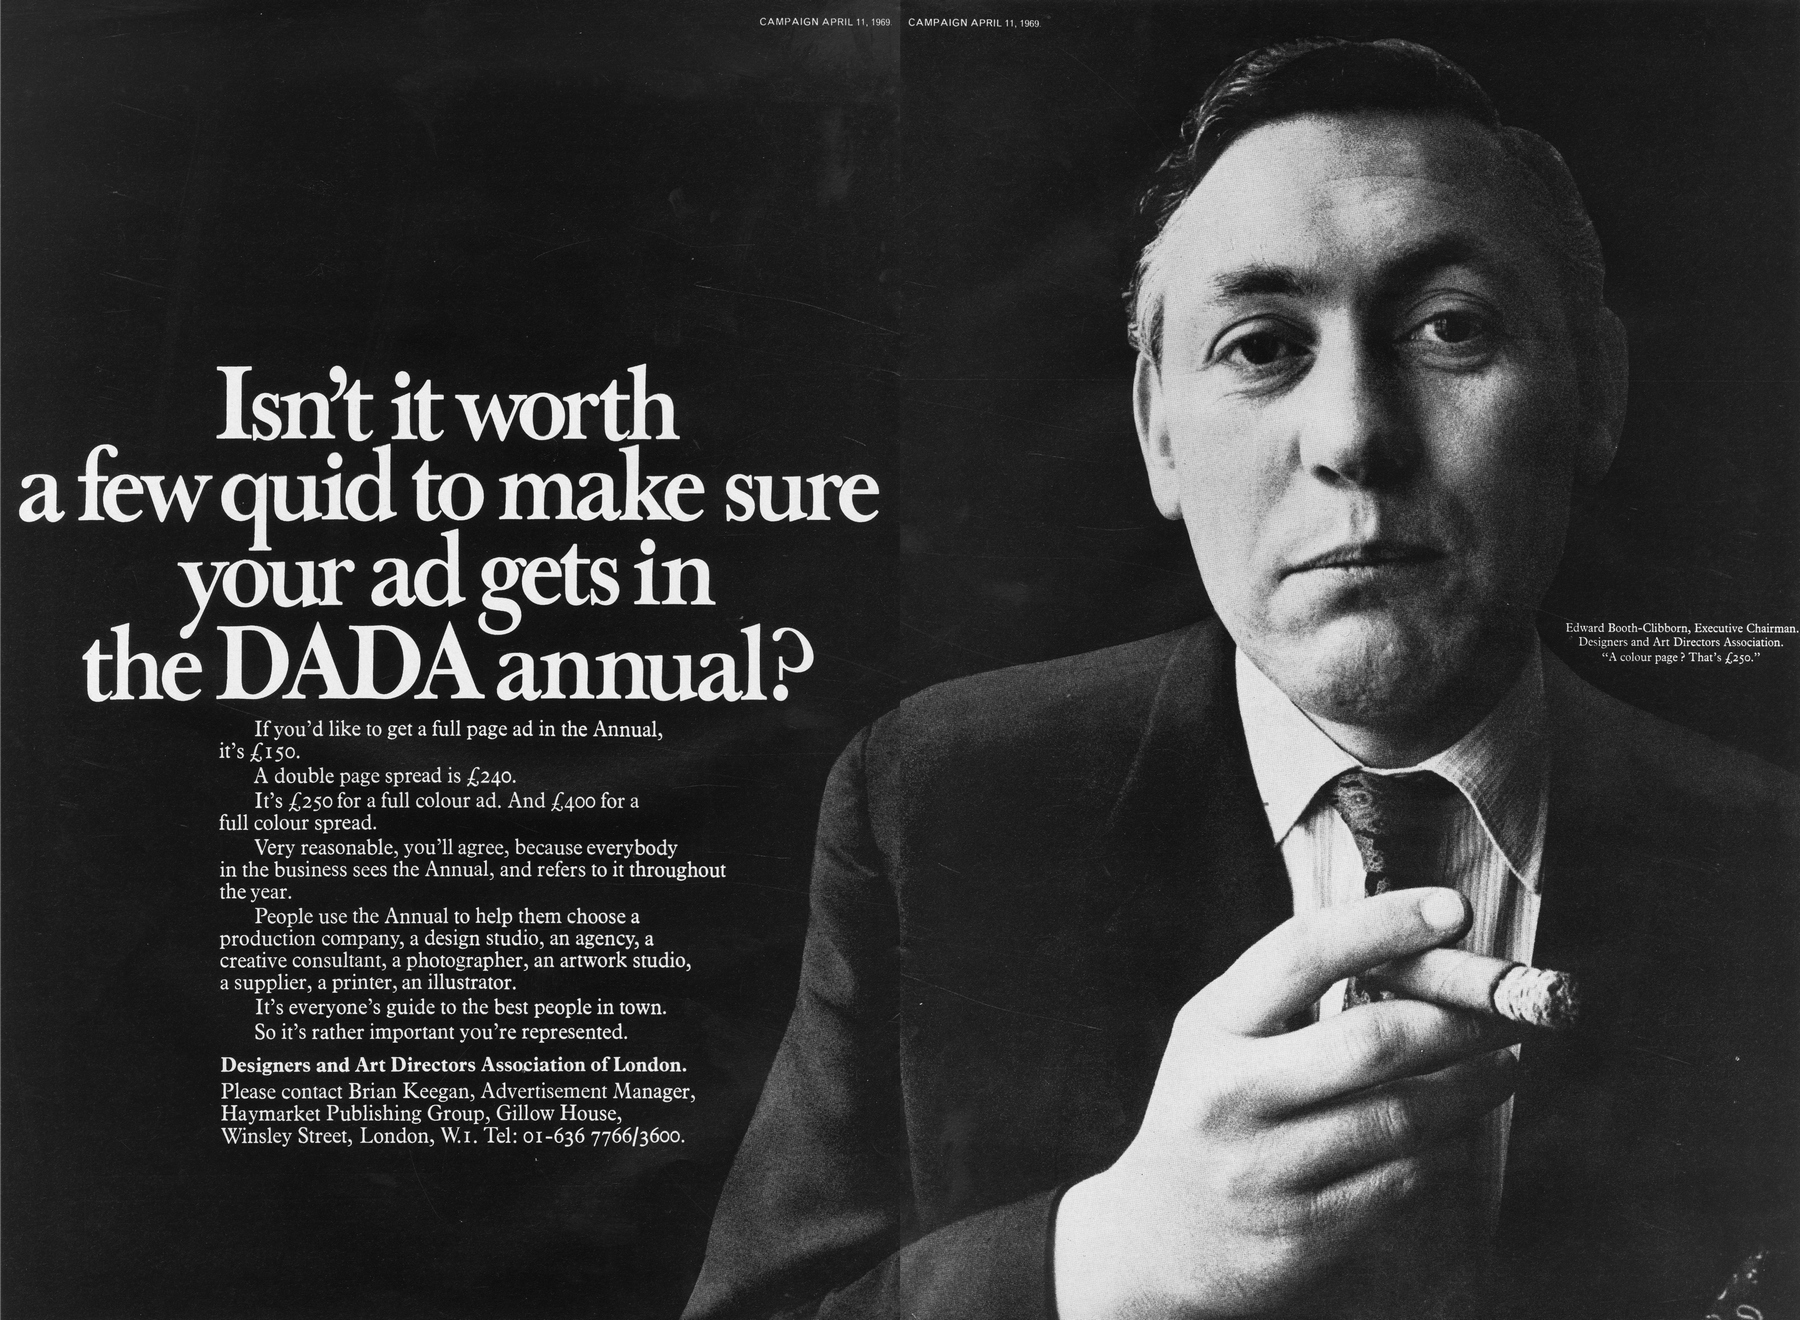 CAMPAIGN APRIL 11, 1969.
CAMPAIGN APRIL 11, 1969.
Isn't it worth
a few quid to make sure
your ad gets in
the DADA annual?
If you'd like to get a full page ad in the Annual,
it's £150.
A double page spread is £240.
It's £250 for a full colour ad. And £400 for a
full colour spread.
Very reasonable, you'll agree, because everybody
in the business sees the Annual, and refers to it throughout
the year.
People use the Annual to help them choose a
production company, a design studio, an agency, a
creative consultant, a photographer, an artwork studio,
a supplier, a printer, an illustrator.
It's everyone's guide to the best people in town.
So it's rather important you're represented.
Designers and Art Directors Association of London.
Please contact Brian Keegan, Advertisement Manager,
Haymarket Publishing Group, Gillow House,
Winsley Street, London, W.1. Tel: 01-636 7766/3600.
Edward Booth-Clibborn, Executive Chairman.
Designers and Art Directors Association.
"A colour page? That's £250."